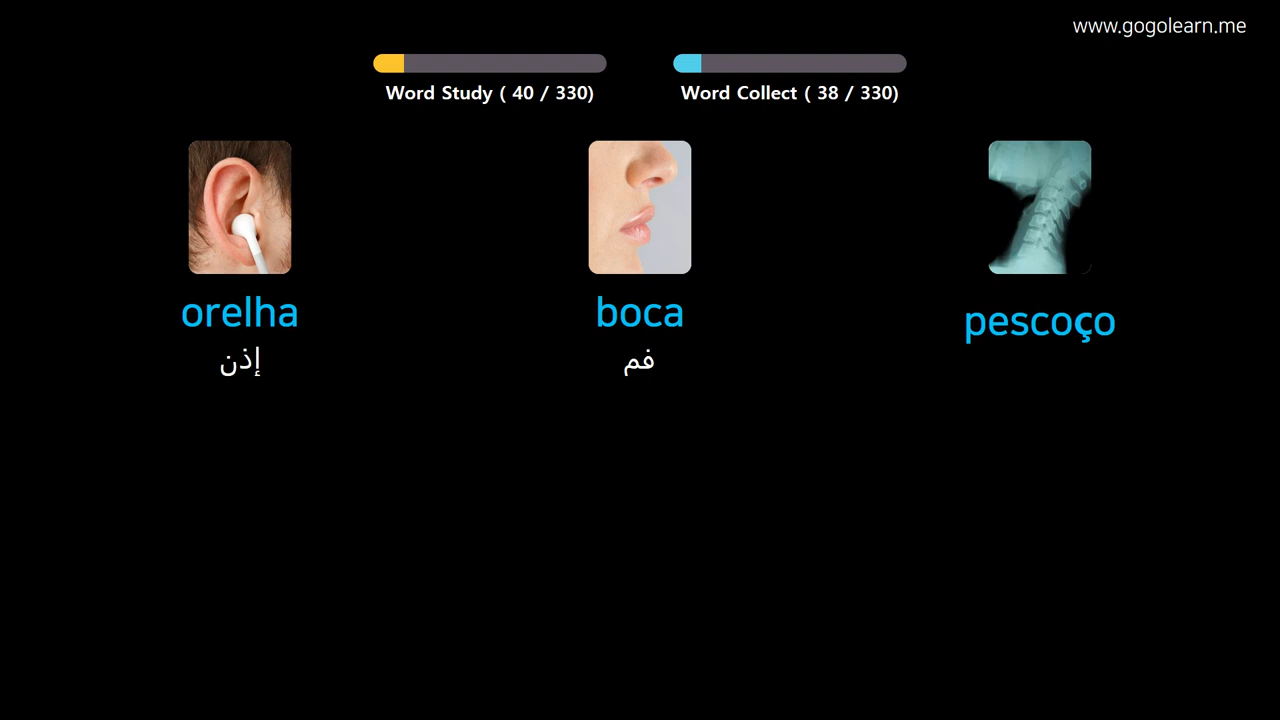 www.gogolearn.me
Word Study ( 40 / 330)
Word Collect ( 38 / 330)
orelha
إذن
boca
فم
pescoço